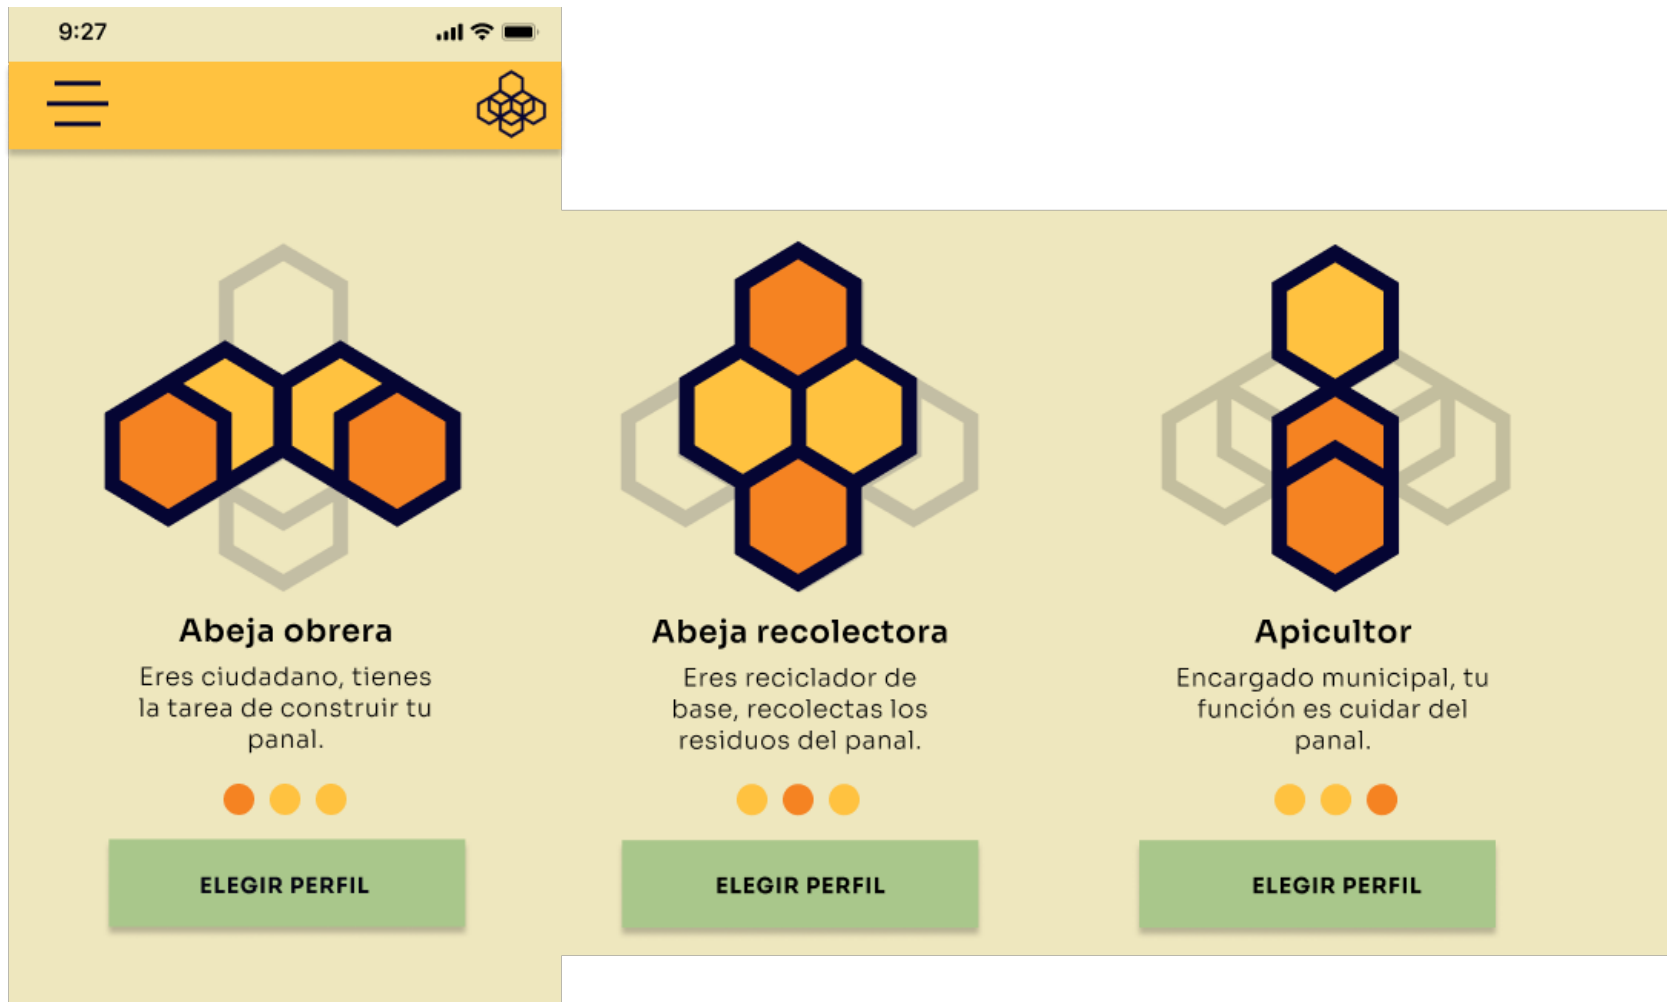 9:27
Abeja obrera
Eres ciudadano, tienes
la tarea de construir tu
panal.
ELEGIR PERFIL
Abeja recolectora
Eres reciclador de
base, recolectas los
residuos del panal.
ELEGIR PERFIL
Apicultor
Encargado municipal, tu
función es cuidar del
panal.
ELEGIR PERFIL